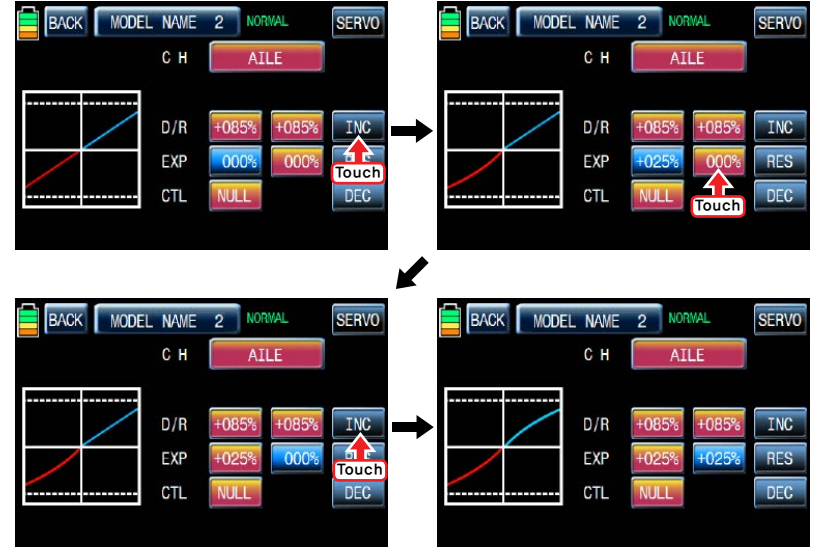 BACK MODEL NAME 2 NORMAL SERVO
C H AILE
D/R +085% +085% INC
EXP 000% 000%
Touch
CTL NULL DEC
BACK MODEL NAME 2 NORMAL SERVO
C H AILE
D/R +085% +085% INC
EXP +025% 000% RES
CTL NULL Touch DEC
BACK MODEL NAME 2 NORMAL SERVO
C H AILE
D/R +085% +085% INC
EXP +025% 000%
Touch
CTL NULL DEC
BACK MODEL NAME 2 NORMAL SERVO
C H AILE
D/R +085% +085% INC
EXP +025% +025% RES
CTL NULL DEC